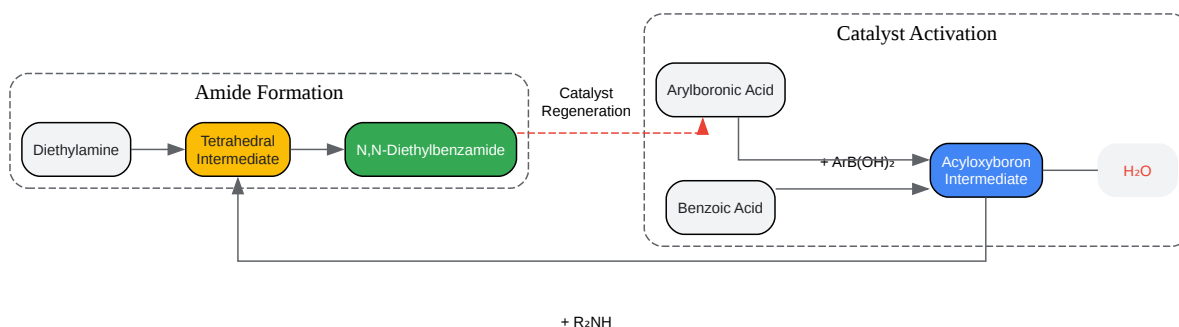 Catalyst Activation
Amide Formation
Catalyst
Regeneration
Arylboronic Acid
Diethylamine
Tetrahedral
Intermediate
N,N-Diethylbenzamide
+ ArB(OH)₂
Acyloxyboron
Intermediate
H₂O
Benzoic Acid
+ R₂NH